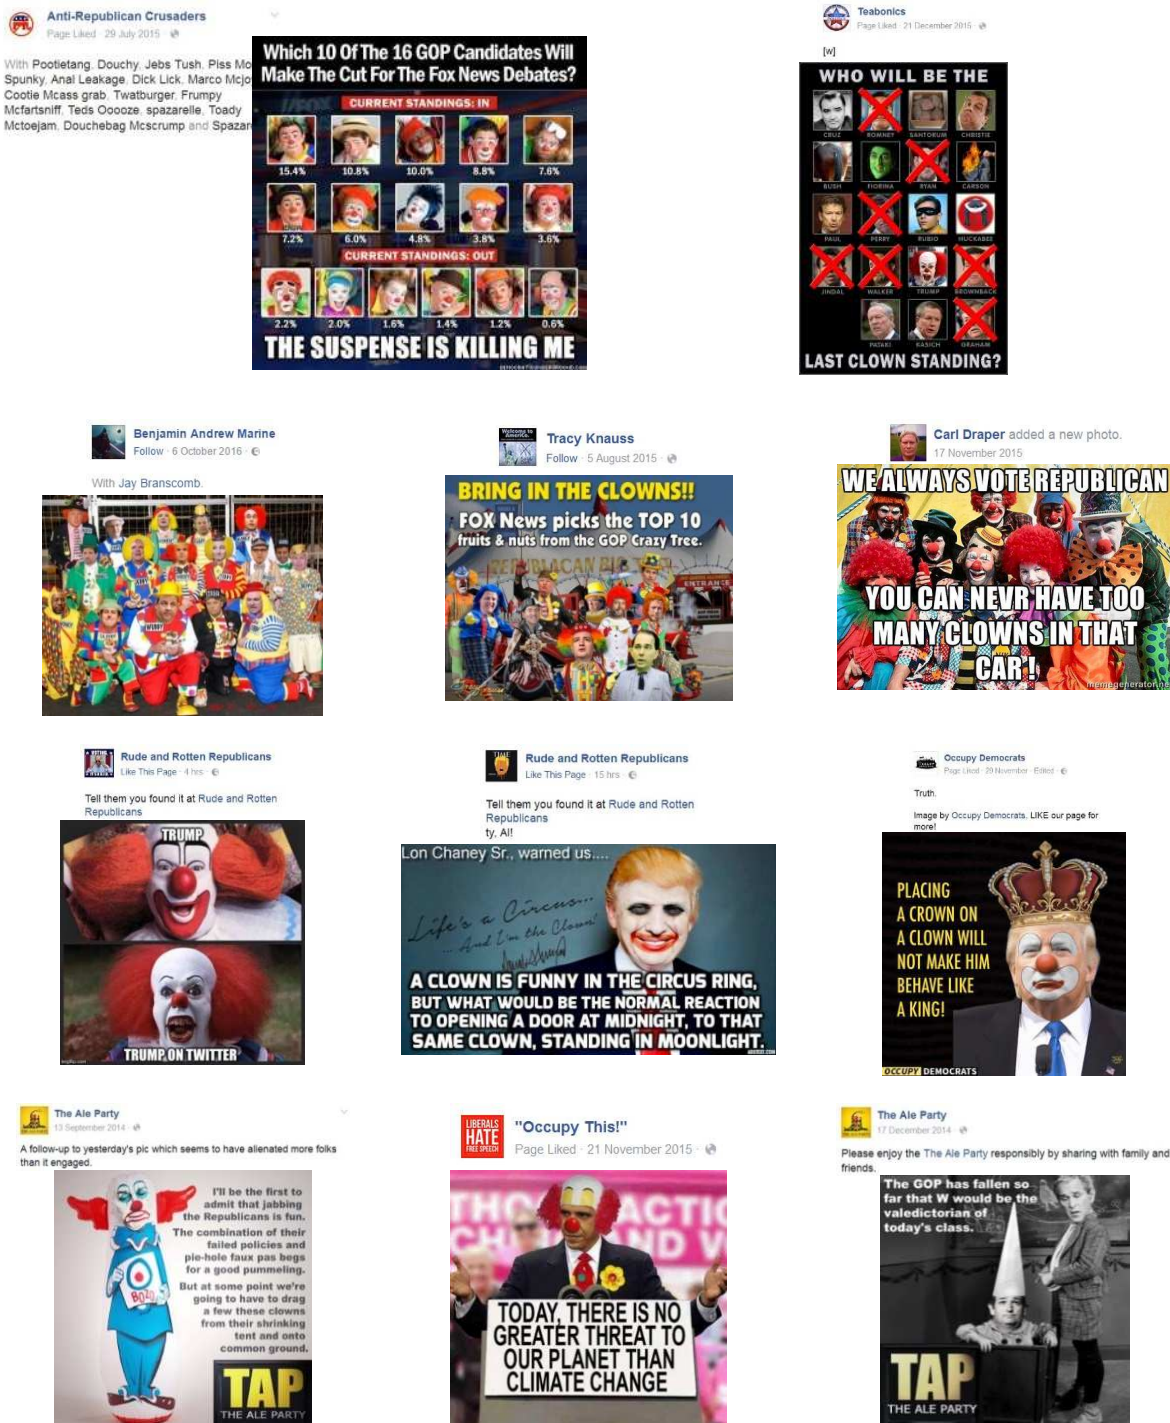 Anti-Republican Crusaders
Page Liked · 29 July 2015 ·
With Pootietang, Douchy, Jebs Tush, Piss Mo
Spunky, Anal Leakage, Dick Lick, Marco Mcjo
Cootie Mcass grab, Twatburger, Frumpy
Mcfartsniff, Teds Ooooze, spazarelle, Toady
Mctoejam, Douchebag Mcscrump and Spazar
Which 10 Of The 16 GOP Candidates Will
Make The Cut For The Fox News Debates?
CURRENT STANDINGS: IN
15.4% 10.8% 10.0% 8.8% 7.6%
7.2% 6.0% 4.8% 3.8% 3.6%
CURRENT STANDINGS: OUT
2.2% 2.0% 1.6% 1.4% 1.2% 0.6%
THE SUSPENSE IS KILLING ME
Teabonics
Page Liked · 21 December 2015 ·
[w]
WHO WILL BE THE
CRUZ ROMNEY SANTORUM CHRISTIE
BUSH FIORINA RYAN CARSON
PAUL PERRY RUBIO HUCKABEE
JINDAL WALKER TRUMP BROWNBACK
PATAKI KASICH GRAHAM
LAST CLOWN STANDING?
Benjamin Andrew Marine
Follow · 6 October 2016 ·
With Jay Branscomb.
Tracy Knauss
Follow · 5 August 2015 ·
BRING IN THE CLOWNS!!
FOX News picks the TOP 10
fruits & nuts from the GOP Crazy Tree.
ENTRANCE
Carl Draper added a new photo.
17 November 2015
WE ALWAYS VOTE REPUBLICAN
YOU CAN NEVR HAVE TOO
MANY CLOWNS IN THAT
CAR !
memegenerator.ne
Rude and Rotten Republicans
Like This Page · 4 hrs ·
Tell them you found it at Rude and Rotten
Republicans
TRUMP
TRUMP ON TWITTER
imgflip.com
Rude and Rotten Republicans
Like This Page · 15 hrs ·
Tell them you found it at Rude and Rotten
Republicans
ty, Al!
Lon Chaney Sr., warned us....
Life's a Circus...
... And I'm the Clown!
A CLOWN IS FUNNY IN THE CIRCUS RING,
BUT WHAT WOULD BE THE NORMAL REACTION
TO OPENING A DOOR AT MIDNIGHT, TO THAT
SAME CLOWN, STANDING IN MOONLIGHT.
Occupy Democrats
Page Liked · 29 November · Edited ·
Truth.
Image by Occupy Democrats, LIKE our page for
more!
PLACING
A CROWN ON
A CLOWN WILL
NOT MAKE HIM
BEHAVE LIKE
A KING!
OCCUPY DEMOCRATS
The Ale Party
13 September 2014 ·
A follow-up to yesterday's pic which seems to have alienated more folks
than it engaged.
I'll be the first to
admit that jabbing
the Republicans is fun.
The combination of their
failed policies and
pie-hole faux pas begs
for a good pummeling.
But at some point we're
going to have to drag
a few these clowns
from their shrinking
tent and onto
common ground.
BOZO
TAP
THE ALE PARTY
LIBERALS
HATE
FREE SPEECH
"Occupy This!"
Page Liked · 21 November 2015 ·
TODAY, THERE IS NO
GREATER THREAT TO
OUR PLANET THAN
CLIMATE CHANGE
The Ale Party
17 December 2014 ·
Please enjoy the The Ale Party responsibly by sharing with family and
friends.
The GOP has fallen so
far that W would be the
valedictorian of
today's class.
TAP
THE ALE PARTY